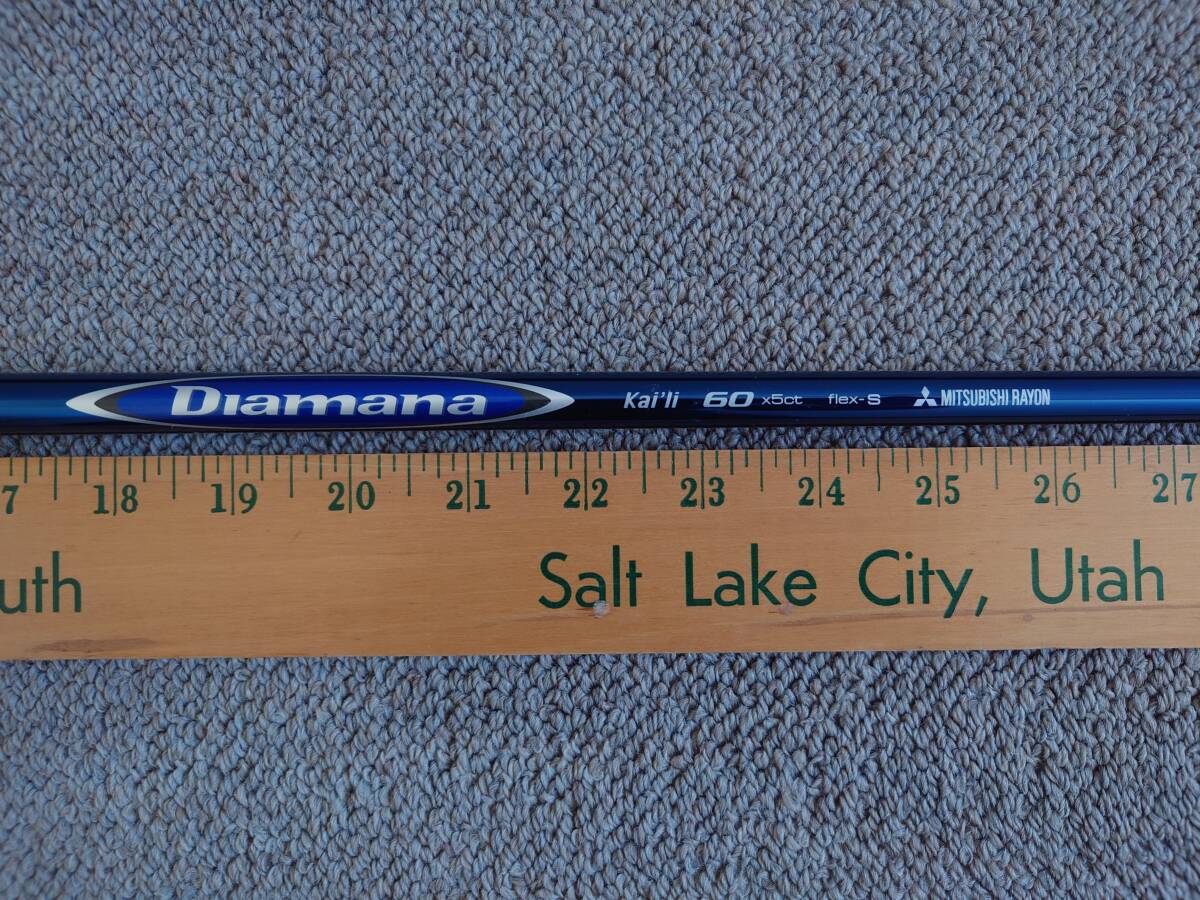 Diamana Kai'li 60 x5ct flex-S MITSUBISHI RAYON
7 18 19 20 21 22 23 24 25 26 27
uth Salt Lake City, Utah